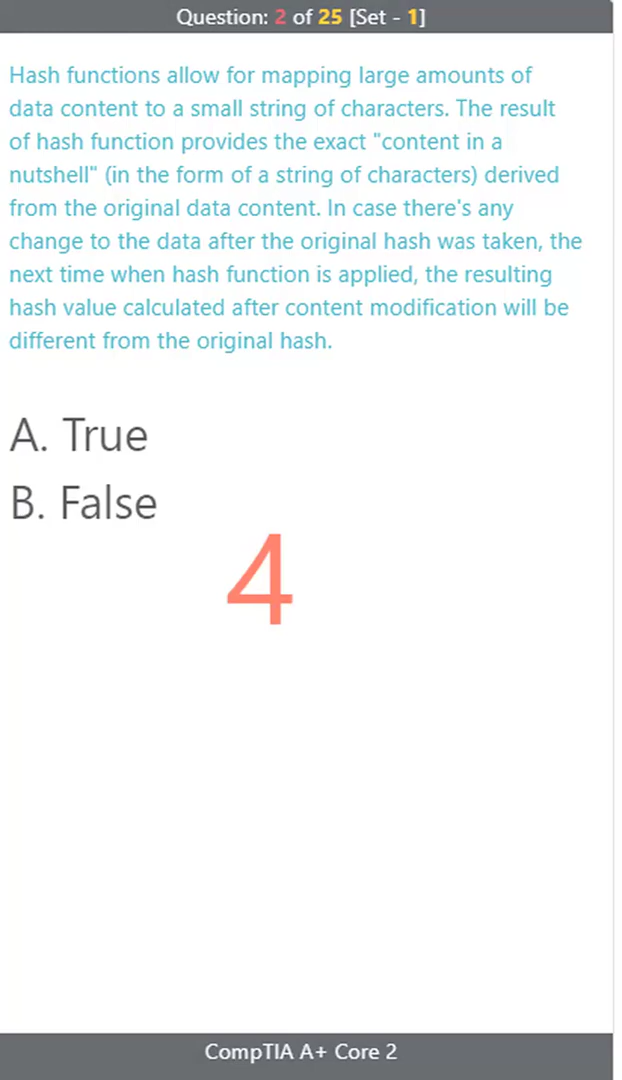 Question: 2 of 25 [Set - 1]
Hash functions allow for mapping large amounts of
data content to a small string of characters. The result
of hash function provides the exact "content in a
nutshell" (in the form of a string of characters) derived
from the original data content. In case there's any
change to the data after the original hash was taken, the
next time when hash function is applied, the resulting
hash value calculated after content modification will be
different from the original hash.
A. True
B. False
4
CompTIA A+ Core 2